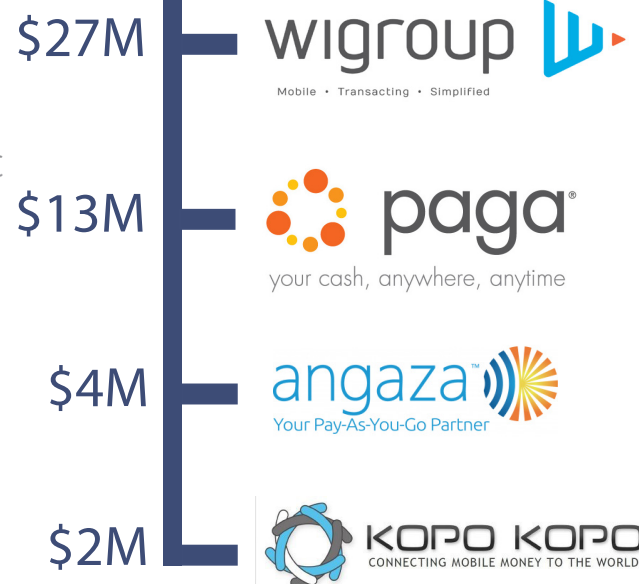 $27M
wigroup
Mobile • Transacting • Simplified
$13M
paga®
your cash, anywhere, anytime
$4M
angaza™
Your Pay-As-You-Go Partner
$2M
KOPO KOPO
CONNECTING MOBILE MONEY TO THE WORLD